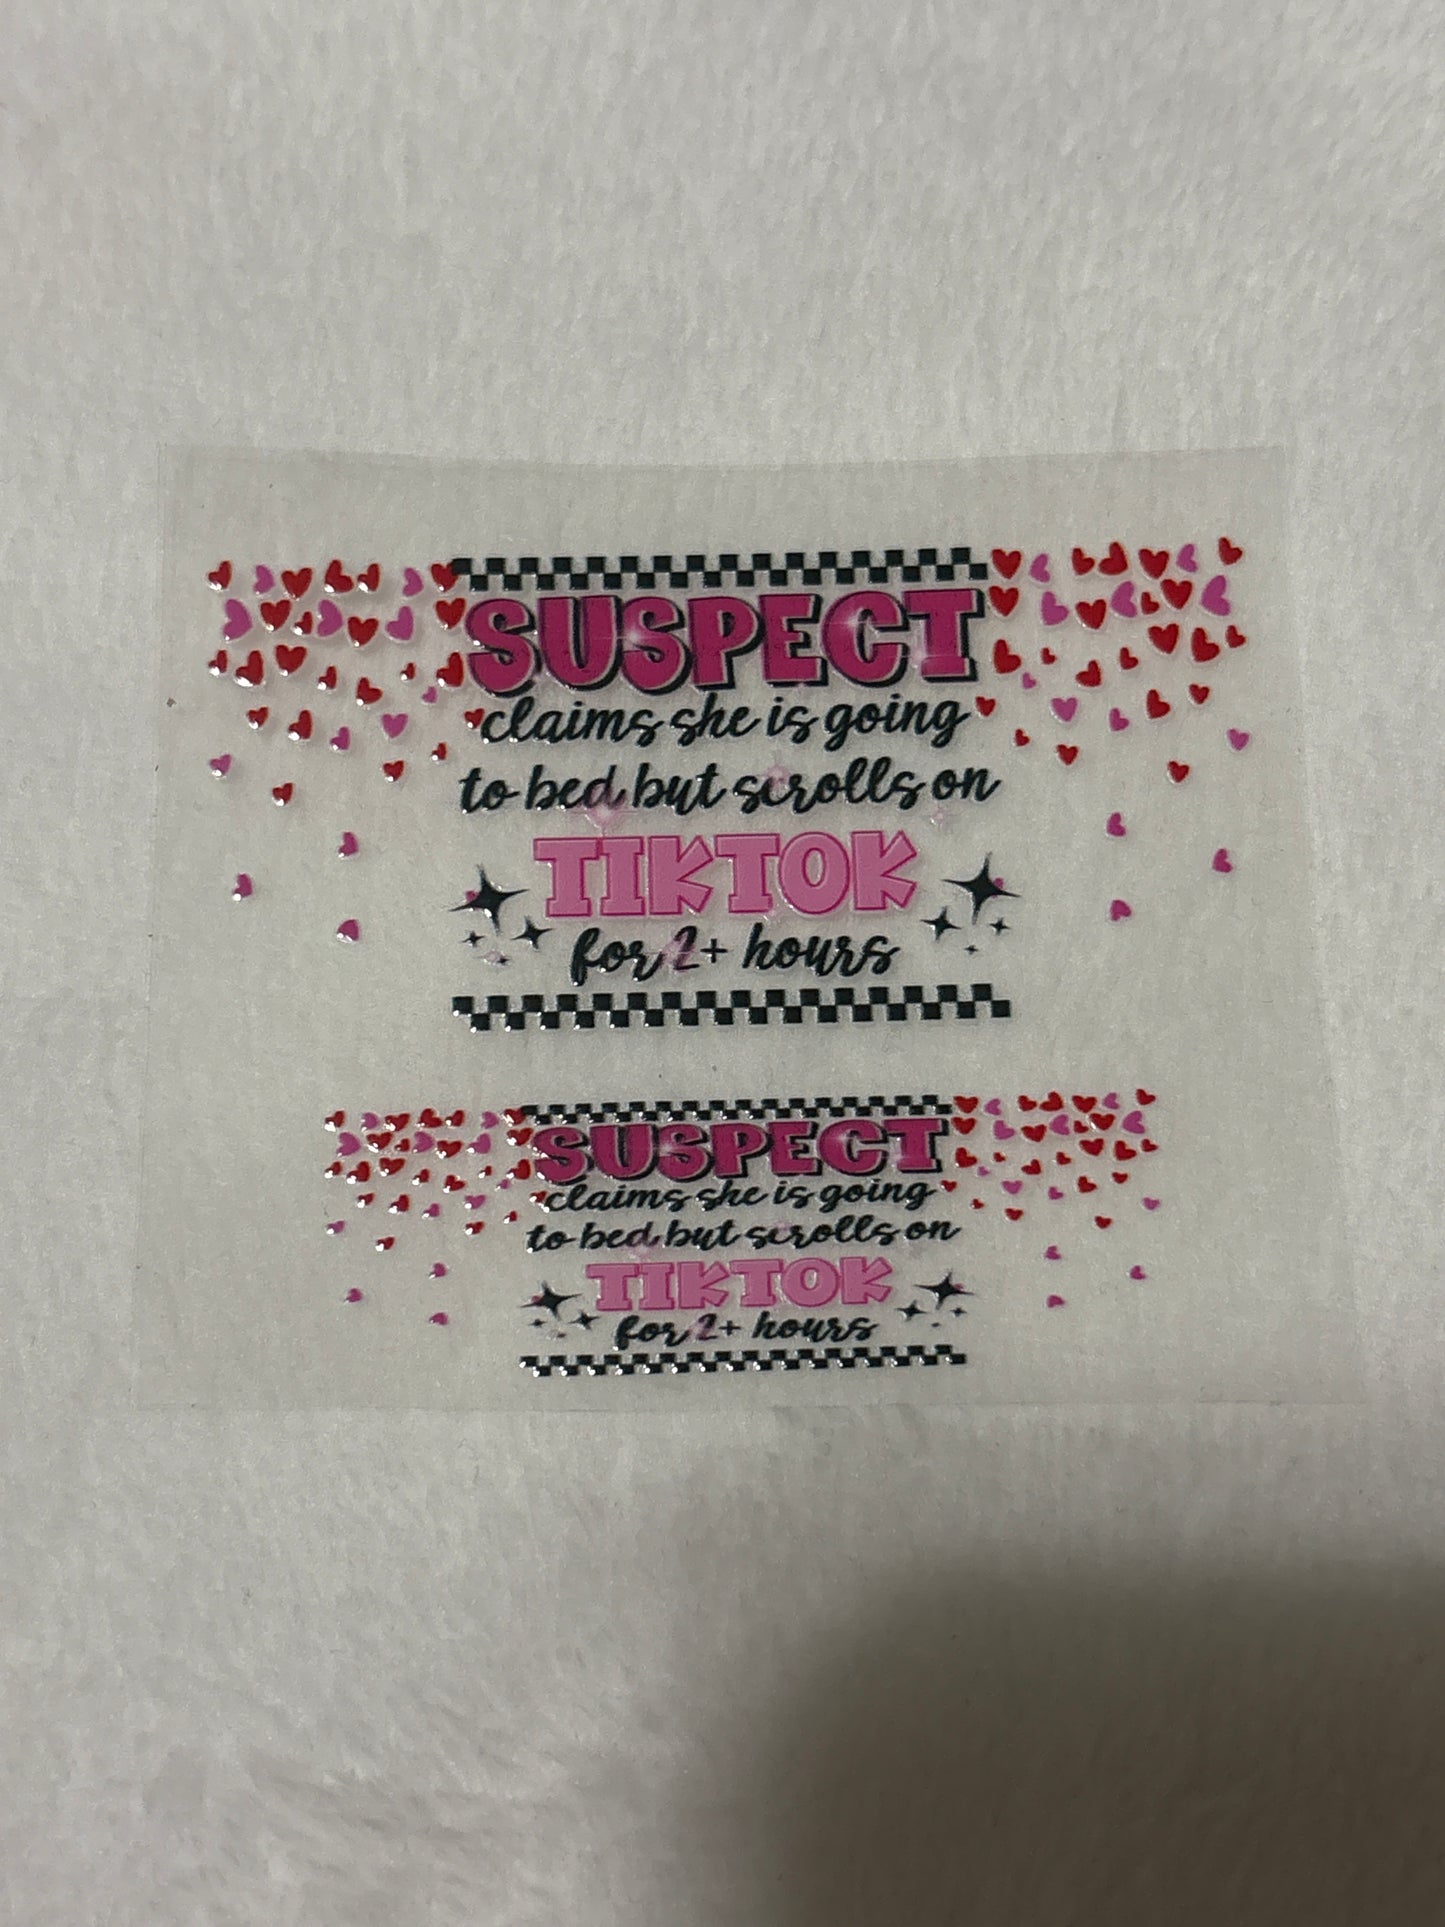 SUSPECT
claims she is going
to bed but scrolls on
TIKTOK
for 2+ hours
SUSPECT
claims she is going
to bed but scrolls on
TIKTOK
for 2+ hours